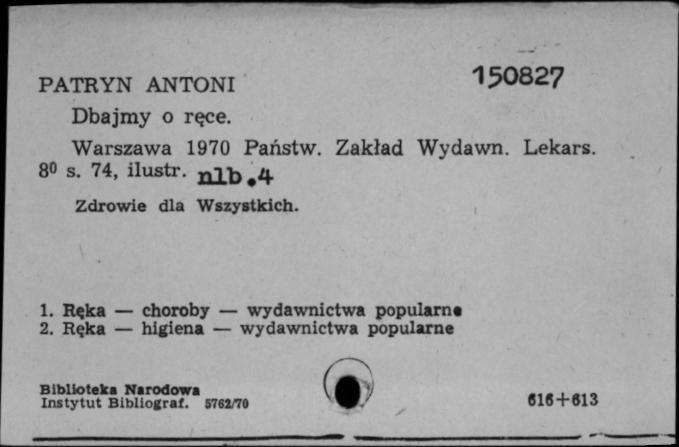 150827
PATRYN ANTONI
Dbajmy o ręce.
Warszawa 1970 Państw. Zakład Wydawn. Lekars.
8⁰ s. 74, ilustr. nlb.4
Zdrowie dla Wszystkich.
1. Ręka — choroby — wydawnictwa popularne
2. Ręka — higiena — wydawnictwa popularne
Biblioteka Narodowa
Instytut Bibliograf. 5762/70
616+613